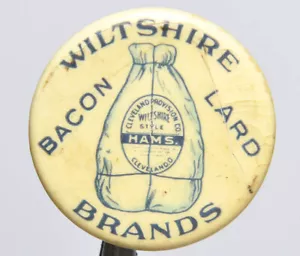 WILTSHIRE
BACON
LARD
CLEVELAND PROVISION CO.
WILTSHIRE
STYLE
HAMS.
CLEVELAND
BRANDS